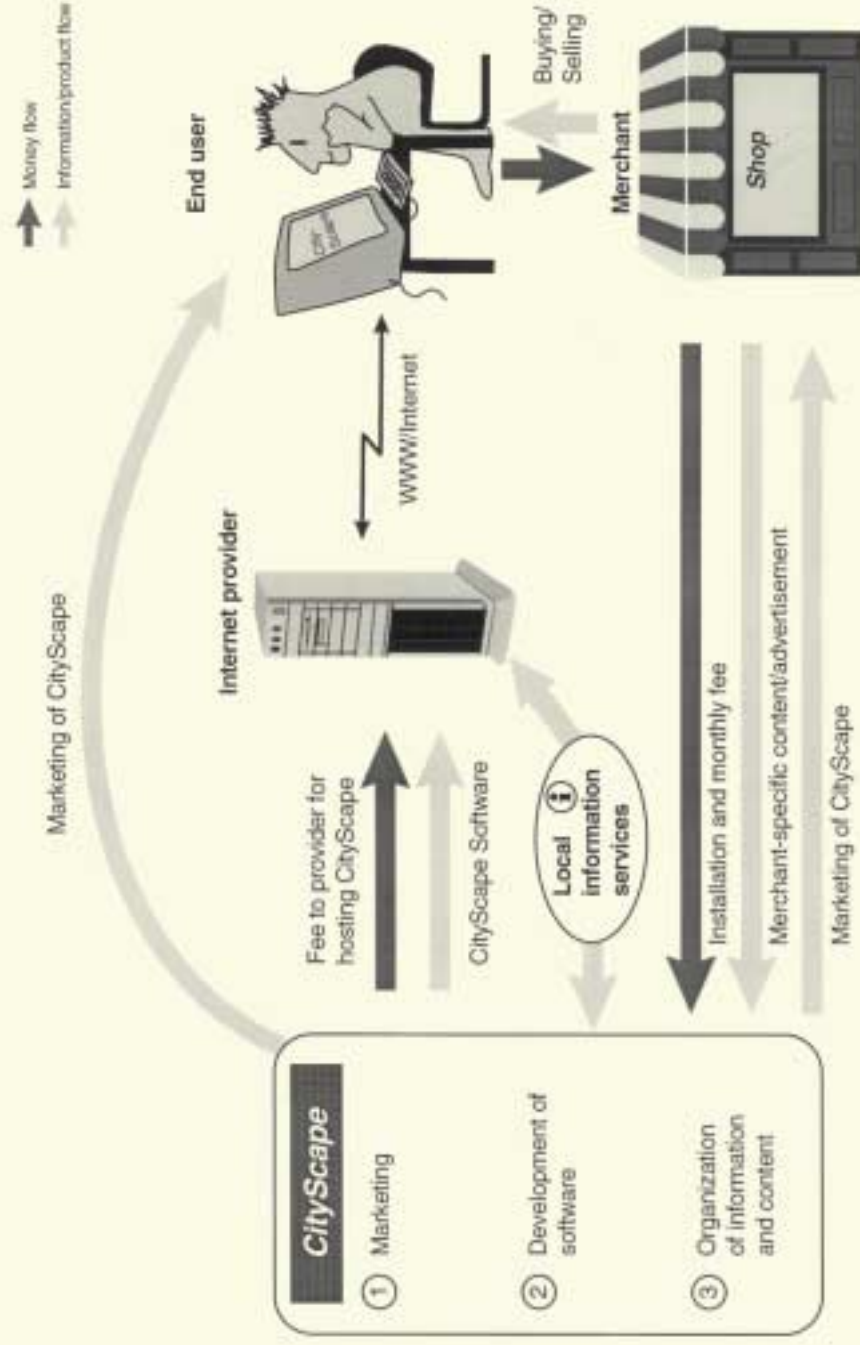 Money flow
Information/product flow
Marketing of CityScape
End user
Buying/
Selling
Internet provider
WWW/Internet
Merchant
Shop
Fee to provider for
hosting CityScape
CityScape Software
Local i
information
services
Installation and monthly fee
Merchant-specific content/advertisement
Marketing of CityScape
CityScape
1 Marketing
2 Development of
software
3 Organization
of information
and content